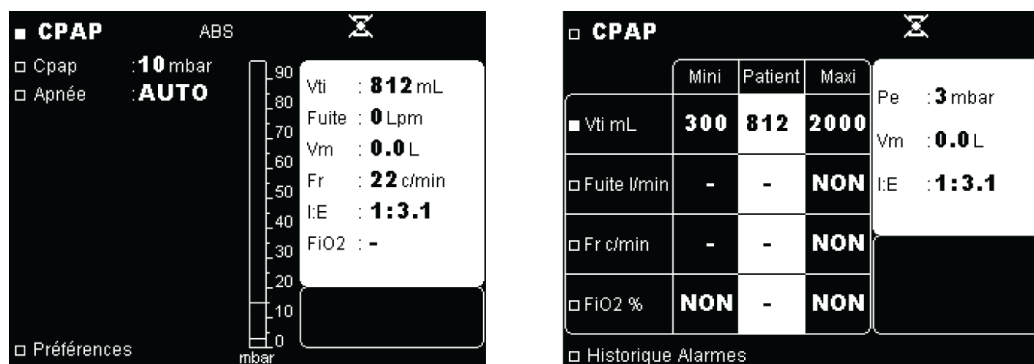 CPAP ABS
Cpap :10 mbar
Apnée :AUTO
90
80
70
60
50
40
30
20
10
0
mbar
Vti : 812 mL
Fuite : 0 Lpm
Vm : 0.0 L
Fr : 22 c/min
I:E : 1:3.1
FiO2 : -
Préférences
CPAP
Mini Patient Maxi
Vti mL 300 812 2000
Fuite l/min - - NON
Fr c/min - - NON
FiO2 % NON - NON
Pe : 3 mbar
Vm : 0.0 L
I:E : 1:3.1
Historique Alarmes